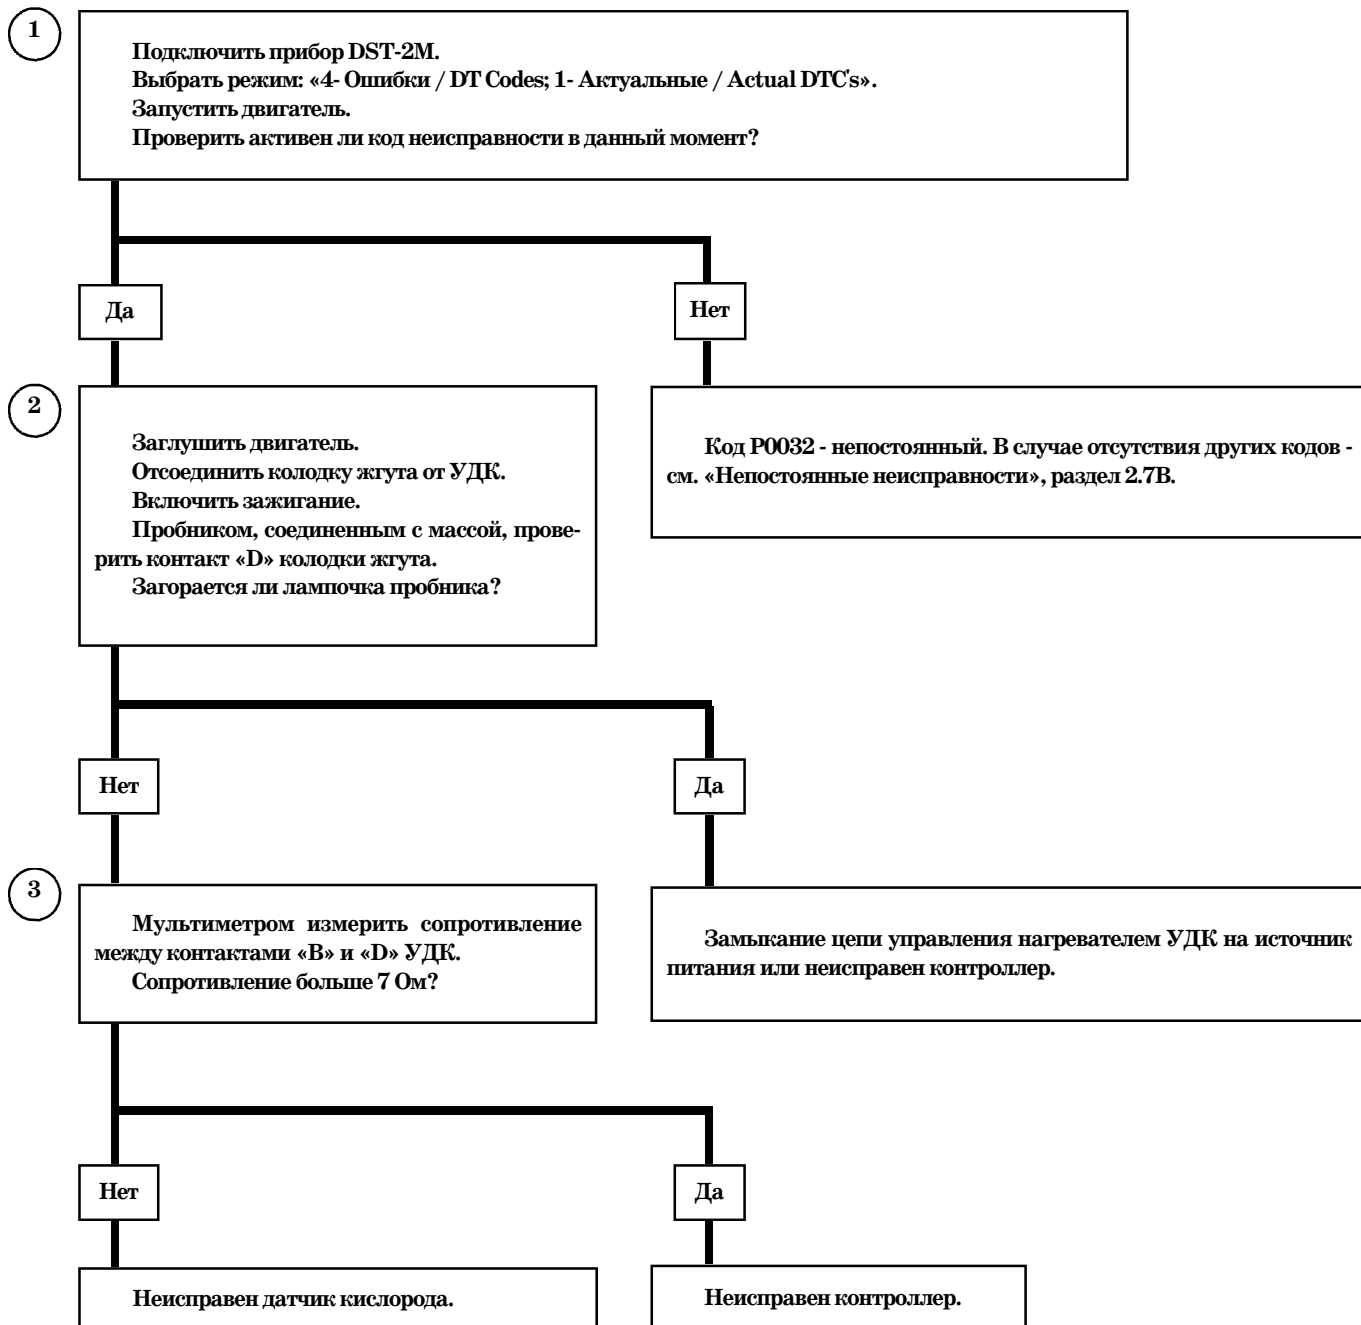 1
Подключить прибор DST-2M.
Выбрать режим: «4- Ошибки / DT Codes; 1- Актуальные / Actual DTC's».
Запустить двигатель.
Проверить активен ли код неисправности в данный момент?
Да
Нет
2
Заглушить двигатель.
Отсоединить колодку жгута от УДК.
Включить зажигание.
Пробником, соединенным с массой, прове-
рить контакт «D» колодки жгута.
Загорается ли лампочка пробника?
Код P0032 - непостоянный. В случае отсутствия других кодов -
см. «Непостоянные неисправности», раздел 2.7В.
Нет
Да
3
Мультиметром измерить сопротивление
между контактами «B» и «D» УДК.
Сопротивление больше 7 Ом?
Замыкание цепи управления нагревателем УДК на источник
питания или неисправен контроллер.
Нет
Да
Неисправен датчик кислорода.
Неисправен контроллер.